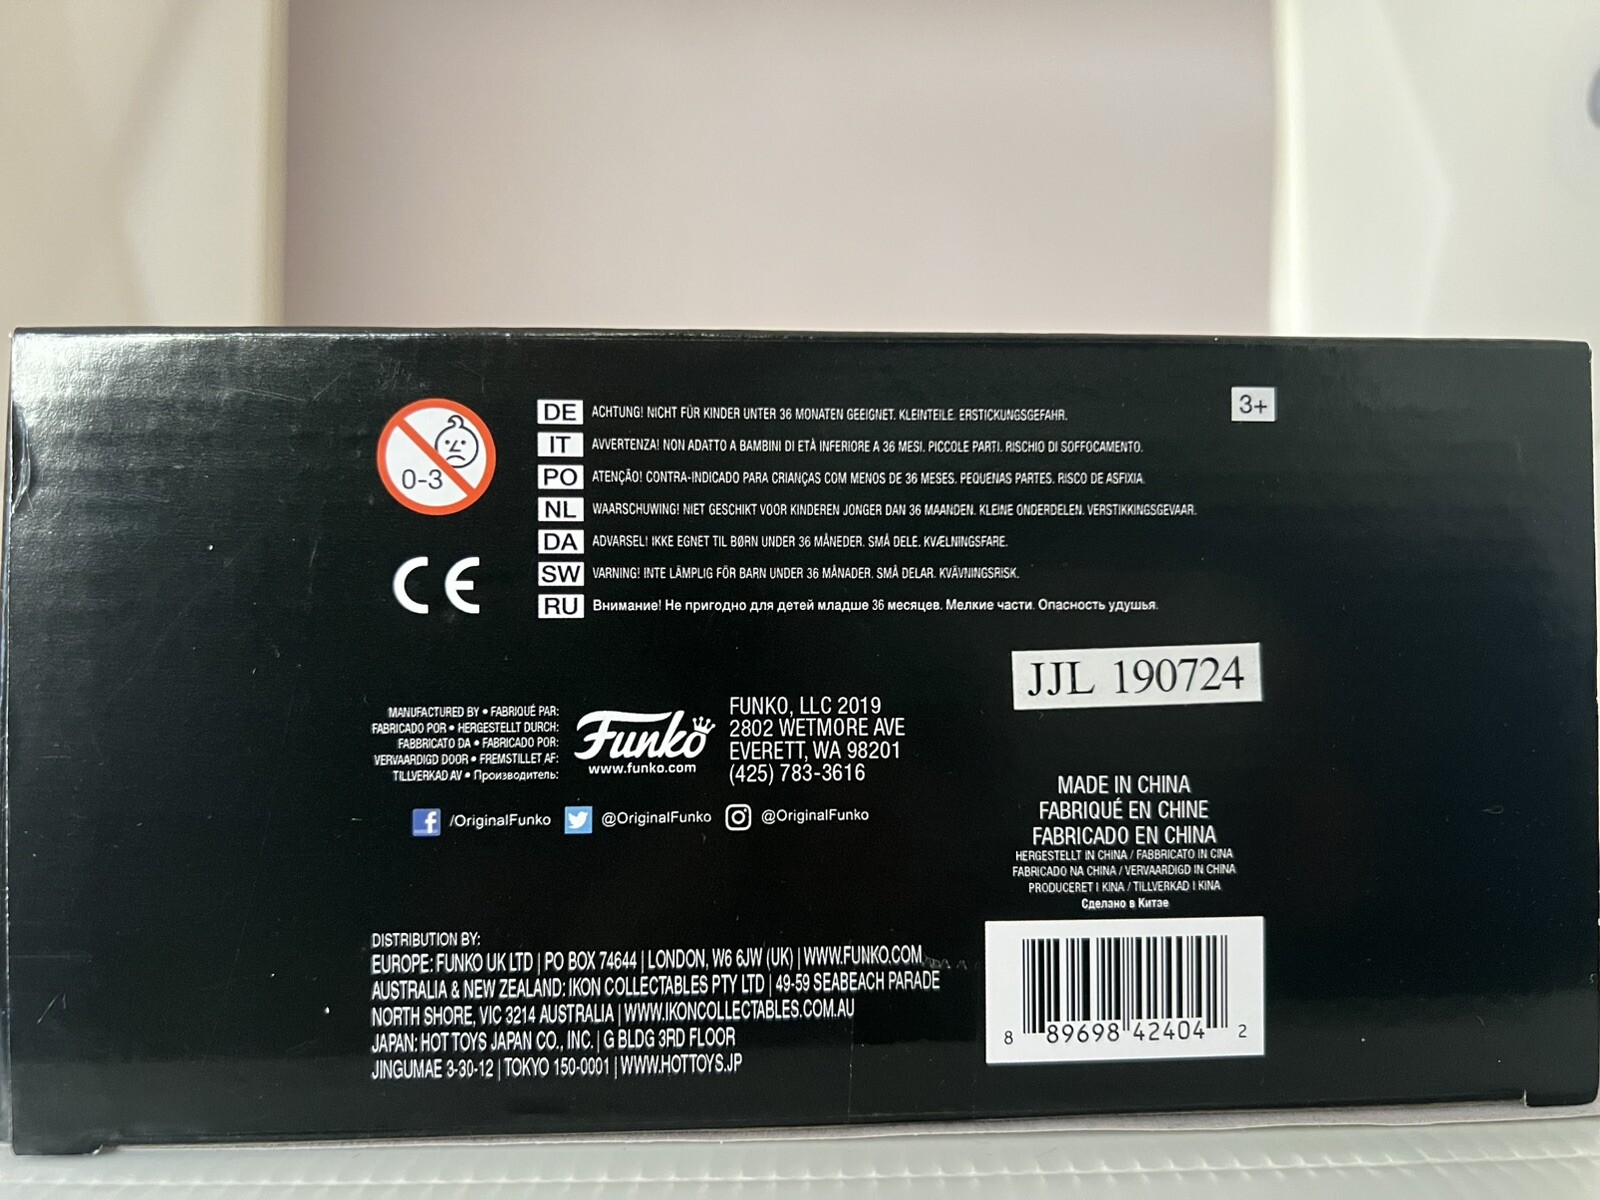 0-3
DE ACHTUNG! NICHT FÜR KINDER UNTER 36 MONATEN GEEIGNET. KLEINTEILE. ERSTICKUNGSGEFAHR.
3+
IT AVVERTENZA! NON ADATTO A BAMBINI DI ETÀ INFERIORE A 36 MESI. PICCOLE PARTI. RISCHIO DI SOFFOCAMENTO.
PO ATENÇÃO! CONTRA-INDICADO PARA CRIANÇAS COM MENOS DE 36 MESES. PEQUENAS PARTES. RISCO DE ASFIXIA.
NL WAARSCHUWING! NIET GESCHIKT VOOR KINDEREN JONGER DAN 36 MAANDEN. KLEINE ONDERDELEN. VERSTIKKINGSGEVAAR.
DA ADVARSEL! IKKE EGNET TIL BØRN UNDER 36 MÅNEDER. SMÅ DELE. KVÆLNINGSFARE.
SW VARNING! INTE LÄMPLIG FÖR BARN UNDER 36 MÅNADER. SMÅ DELAR. KVÄVNINGSRISK.
RU Внимание! Не пригодно для детей младше 36 месяцев. Мелкие части. Опасность удушья.
CE
JJL 190724
MANUFACTURED BY • FABRIQUÉ PAR:
FABRICADO POR • HERGESTELLT DURCH:
FABBRICATO DA • FABRICADO POR:
VERVAARDIGD DOOR • FREMSTILLET AF:
TILLVERKAD AV • Производитель:
Funko
www.funko.com
FUNKO, LLC 2019
2802 WETMORE AVE
EVERETT, WA 98201
(425) 783-3616
/OriginalFunko @OriginalFunko @OriginalFunko
MADE IN CHINA
FABRIQUÉ EN CHINE
FABRICADO EN CHINA
HERGESTELLT IN CHINA / FABBRICATO IN CINA
FABRICADO NA CHINA / VERVAARDIGD IN CHINA
PRODUCERET I KINA / TILLVERKAD I KINA
Сделано в Китае
DISTRIBUTION BY:
EUROPE: FUNKO UK LTD | PO BOX 74644 | LONDON, W6 6JW (UK) | WWW.FUNKO.COM
AUSTRALIA & NEW ZEALAND: IKON COLLECTABLES PTY LTD | 49-59 SEABEACH PARADE
NORTH SHORE, VIC 3214 AUSTRALIA | WWW.IKONCOLLECTABLES.COM.AU
JAPAN: HOT TOYS JAPAN CO., INC. | G BLDG 3RD FLOOR
JINGUMAE 3-30-12 | TOKYO 150-0001 | WWW.HOTTOYS.JP
8 89698 42404 2